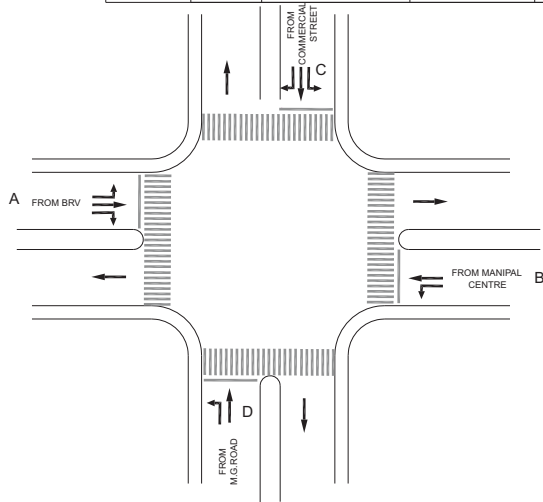 FROM
COMMERCIAL
STREET
C
A
FROM BRV
FROM MANIPAL
CENTRE
B
D
FROM
M.G.ROAD